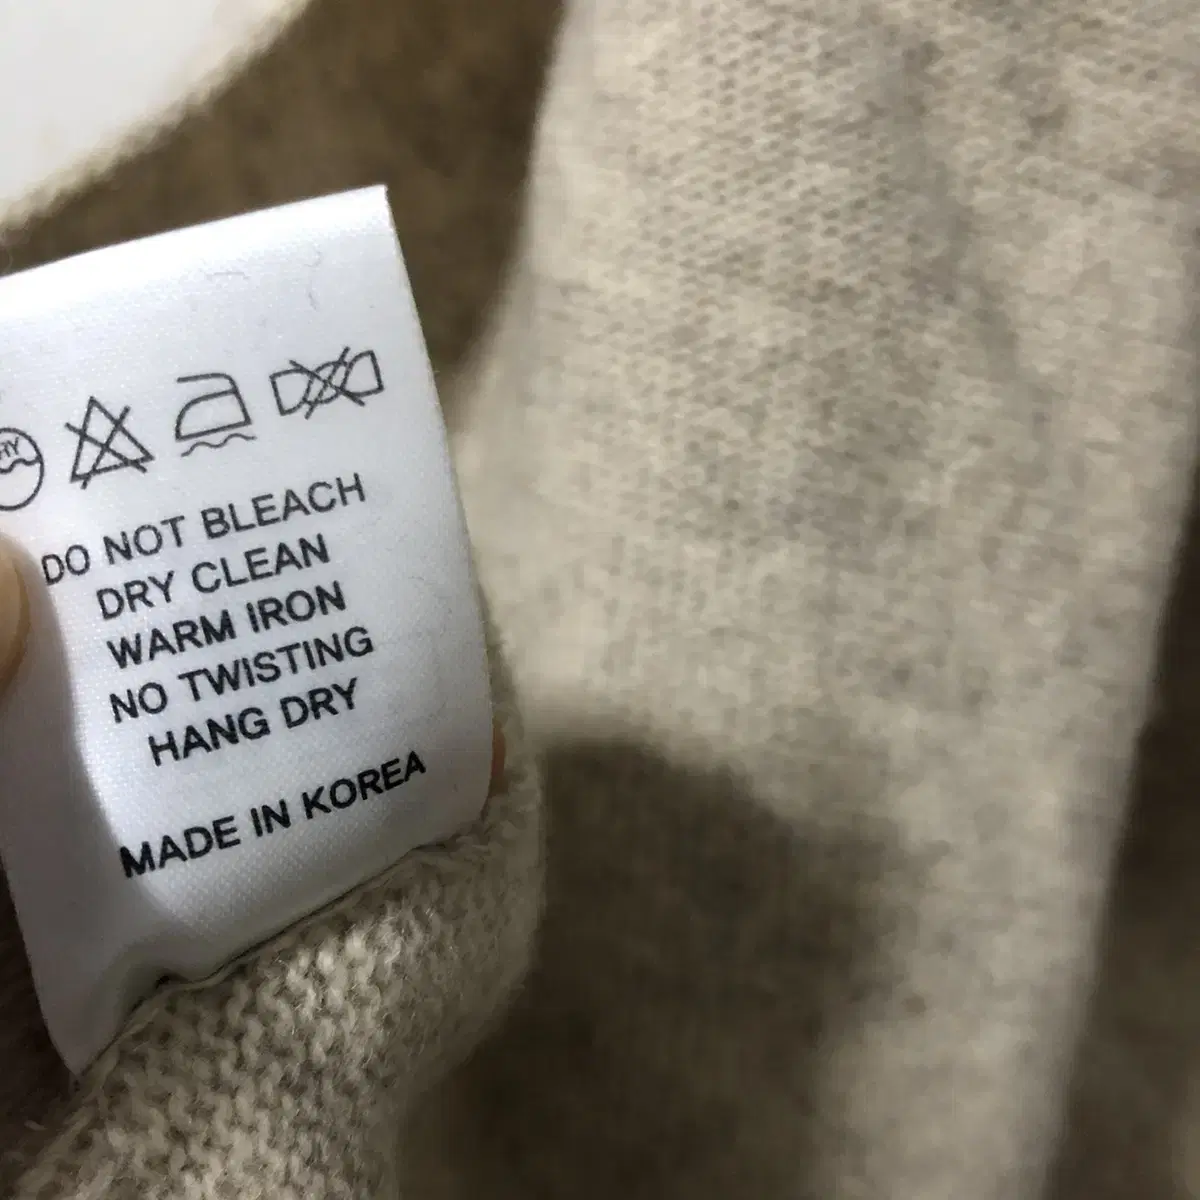 DO NOT BLEACH
DRY CLEAN
WARM IRON
NO TWISTING
HANG DRY
MADE IN KOREA